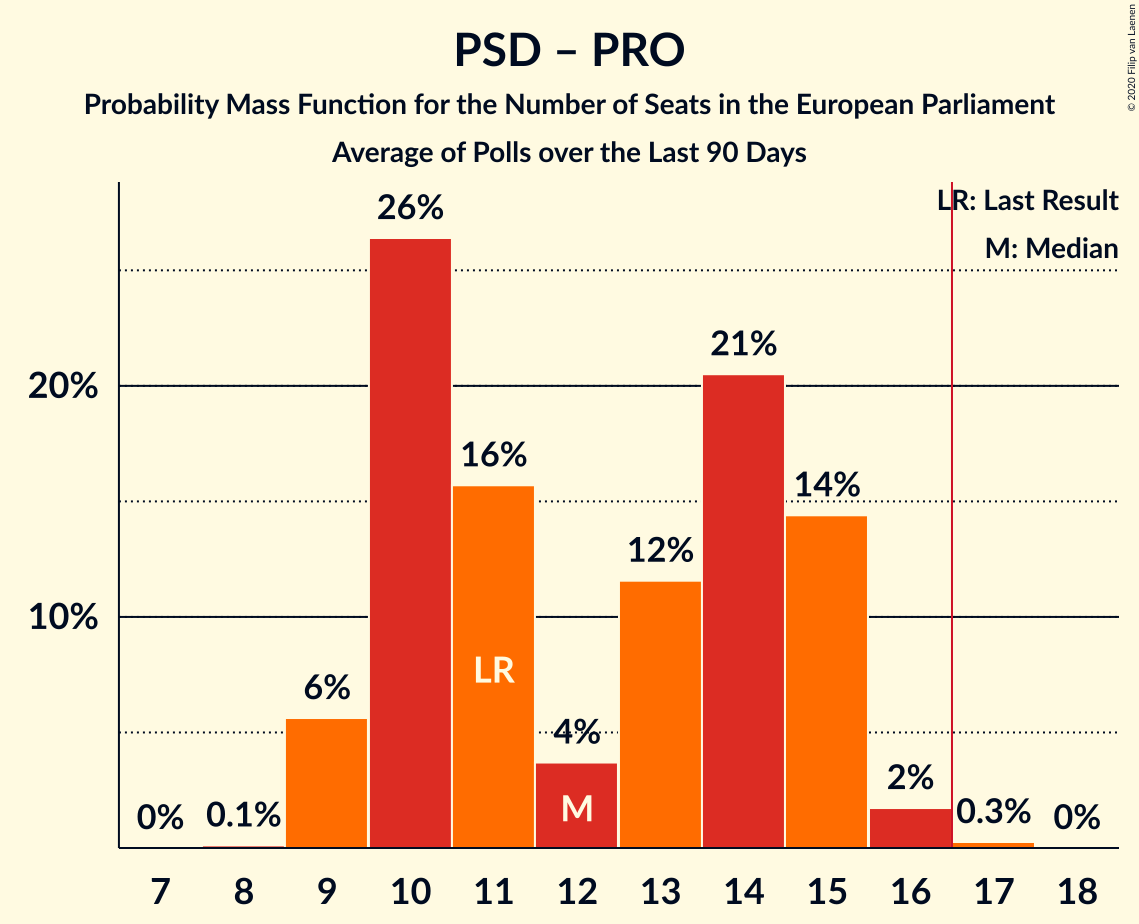 PSD – PRO
Probability Mass Function for the Number of Seats in the European Parliament
Average of Polls over the Last 90 Days
© 2020 Filip van Laenen
LR: Last Result
M: Median
26%
21%
20%
16%
14%
12%
10%
LR
6%
4%
2%
M
0%
0.1%
0.3%
0%
7 8 9 10 11 12 13 14 15 16 17 18